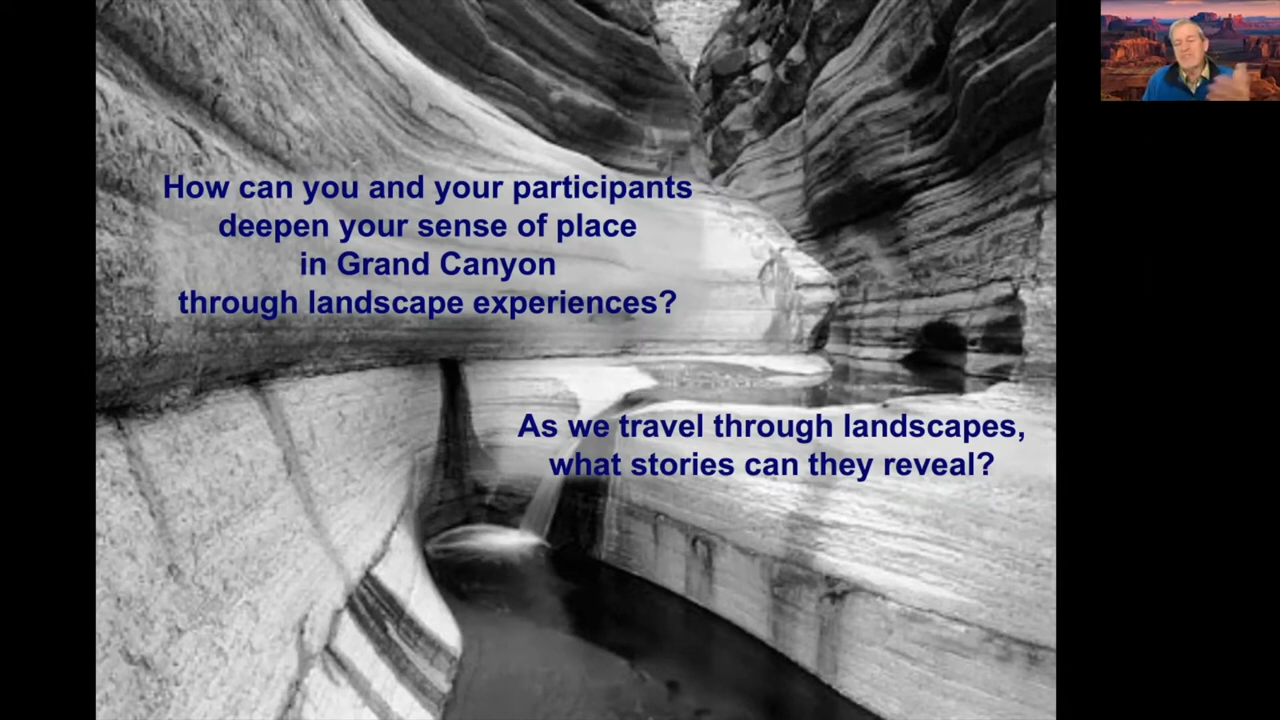 How can you and your participants
deepen your sense of place
in Grand Canyon
through landscape experiences?
As we travel through landscapes,
what stories can they reveal?